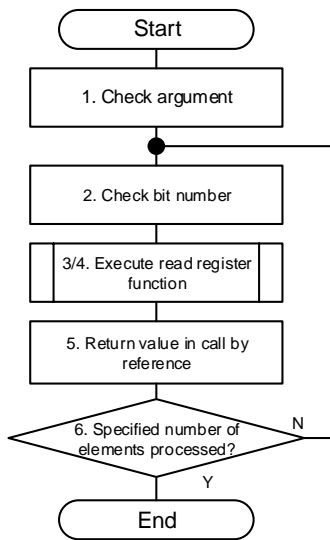 Start
1. Check argument
2. Check bit number
3/4. Execute read register
function
5. Return value in call by
reference
6. Specified number of
elements processed?
N
Y
End